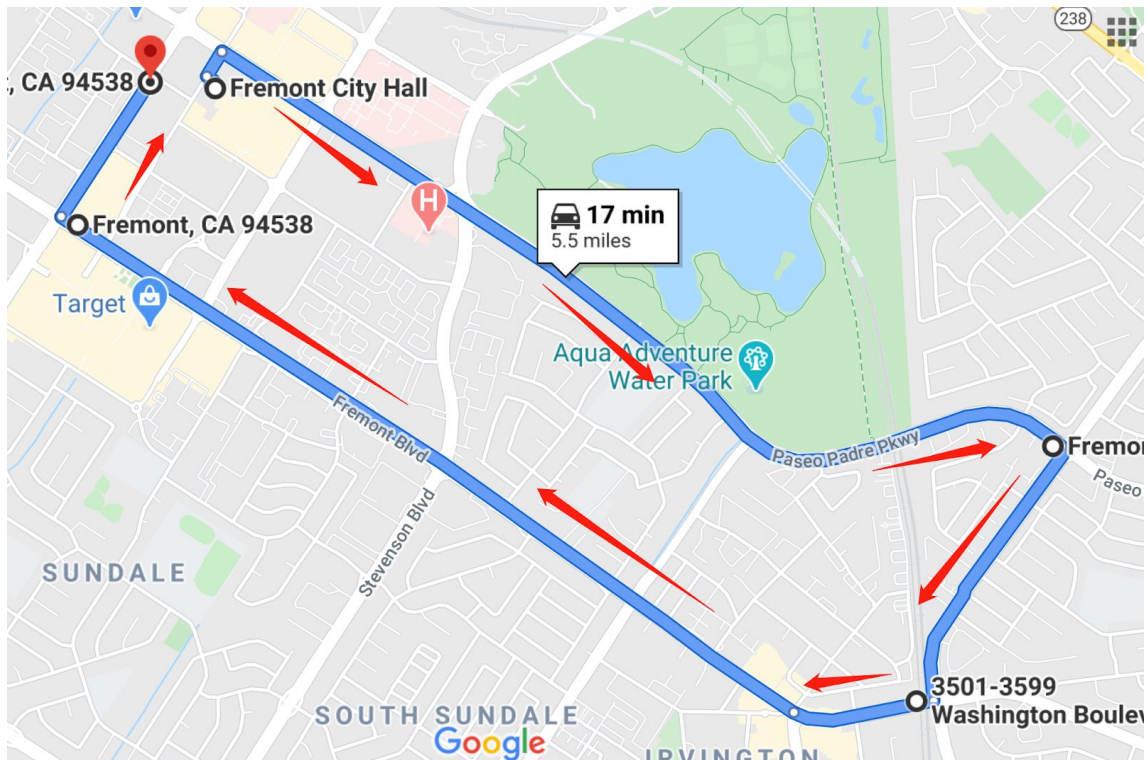 238
, CA 94538
Fremont City Hall
H
17 min
5.5 miles
Fremont, CA 94538
Target
Aqua Adventure
Water Park
Fremont Blvd
Paseo Padre Pkwy
Fremon
Paseo
Stevenson Blvd
SUNDALE
3501-3599
Washington Boulev
SOUTH SUNDALE
Google
IRVINGTON